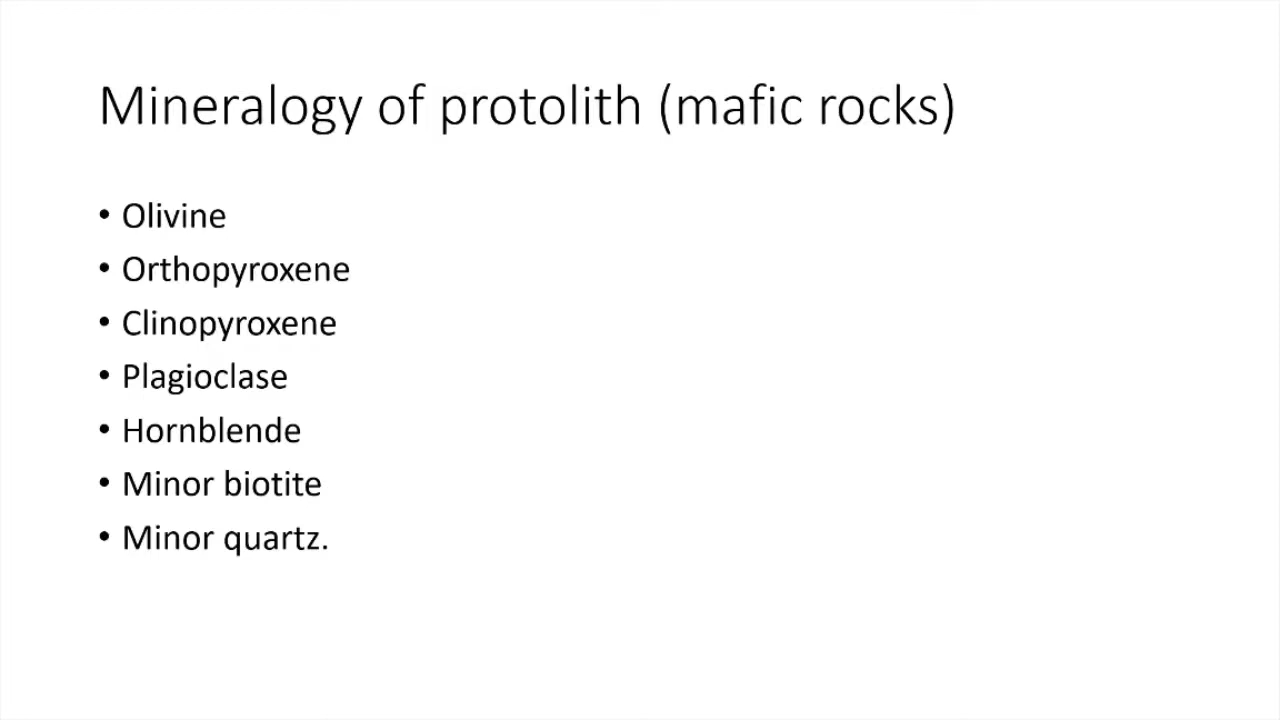 Mineralogy of protolith (mafic rocks)
• Olivine
• Orthopyroxene
• Clinopyroxene
• Plagioclase
• Hornblende
• Minor biotite
• Minor quartz.